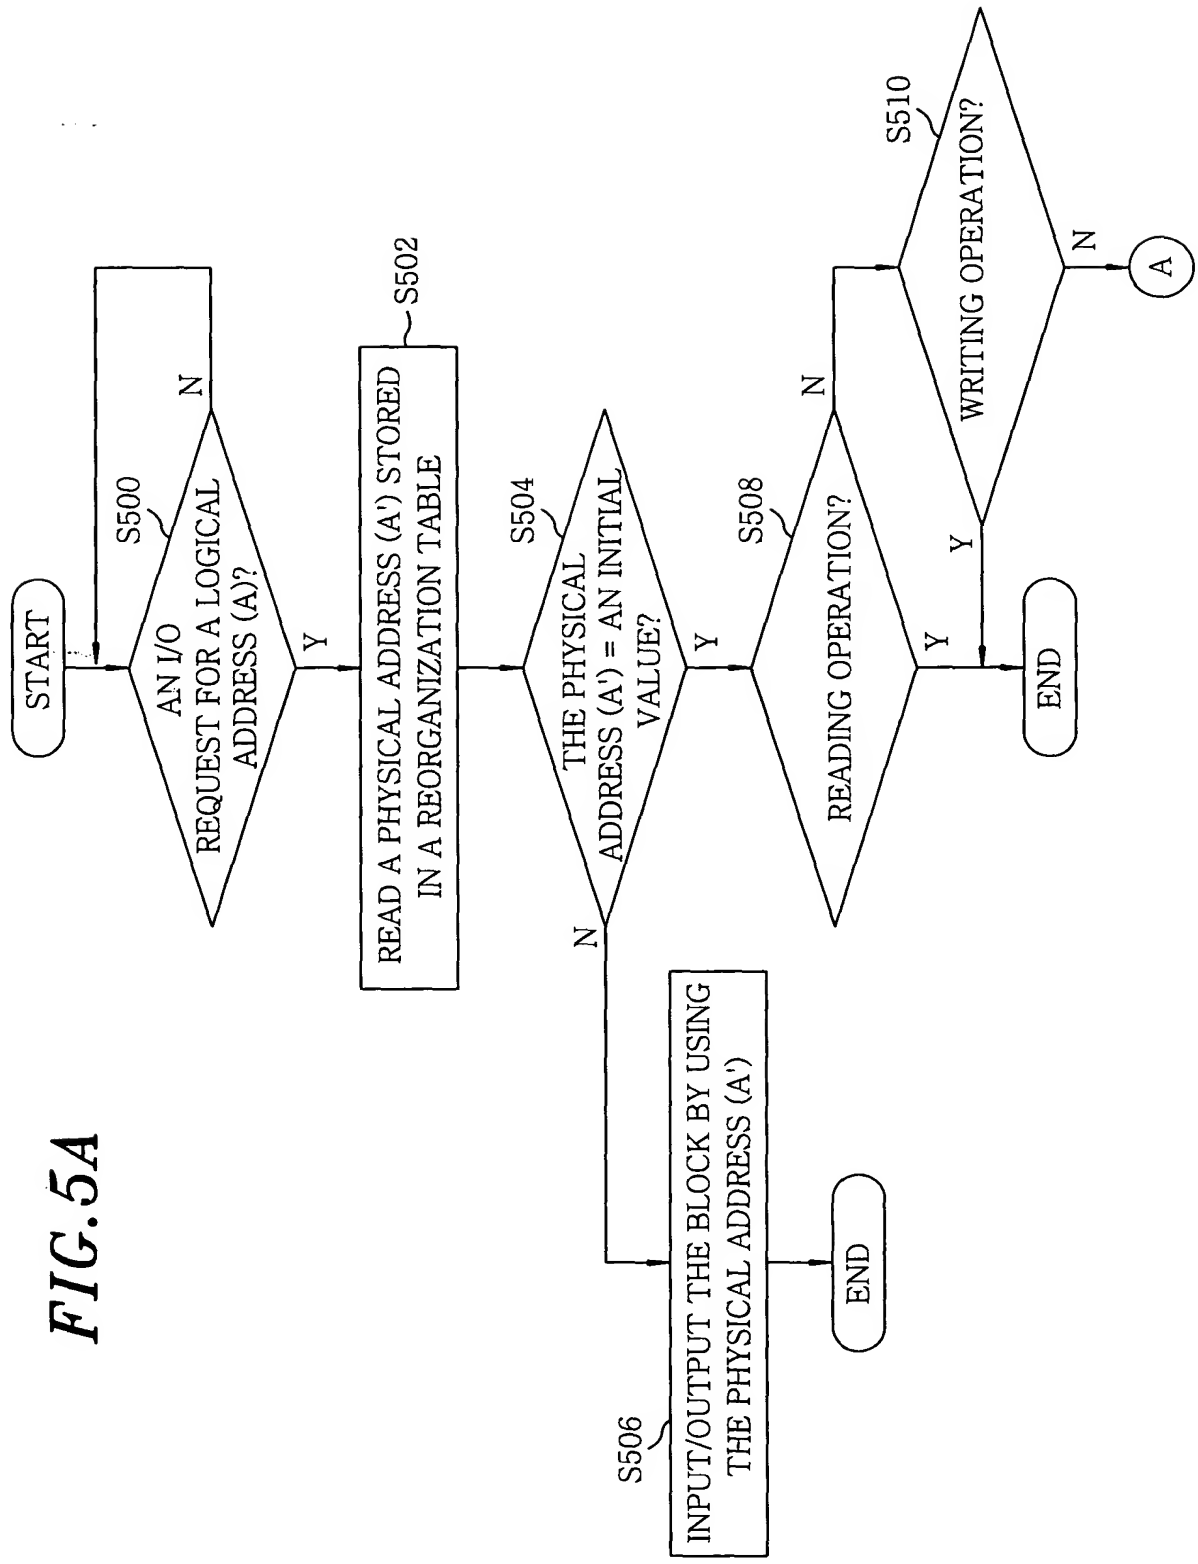 FIG.5A
START
S500
AN I/O
REQUEST FOR A LOGICAL
ADDRESS (A)?
N
Y
S502
READ A PHYSICAL ADDRESS (A') STORED
IN A REORGANIZATION TABLE
S504
THE PHYSICAL
ADDRESS (A') = AN INITIAL
VALUE?
N
Y
S506
INPUT/OUTPUT THE BLOCK BY USING
THE PHYSICAL ADDRESS (A')
END
S508
READING OPERATION?
N
Y
S510
WRITING OPERATION?
Y
N
END
A